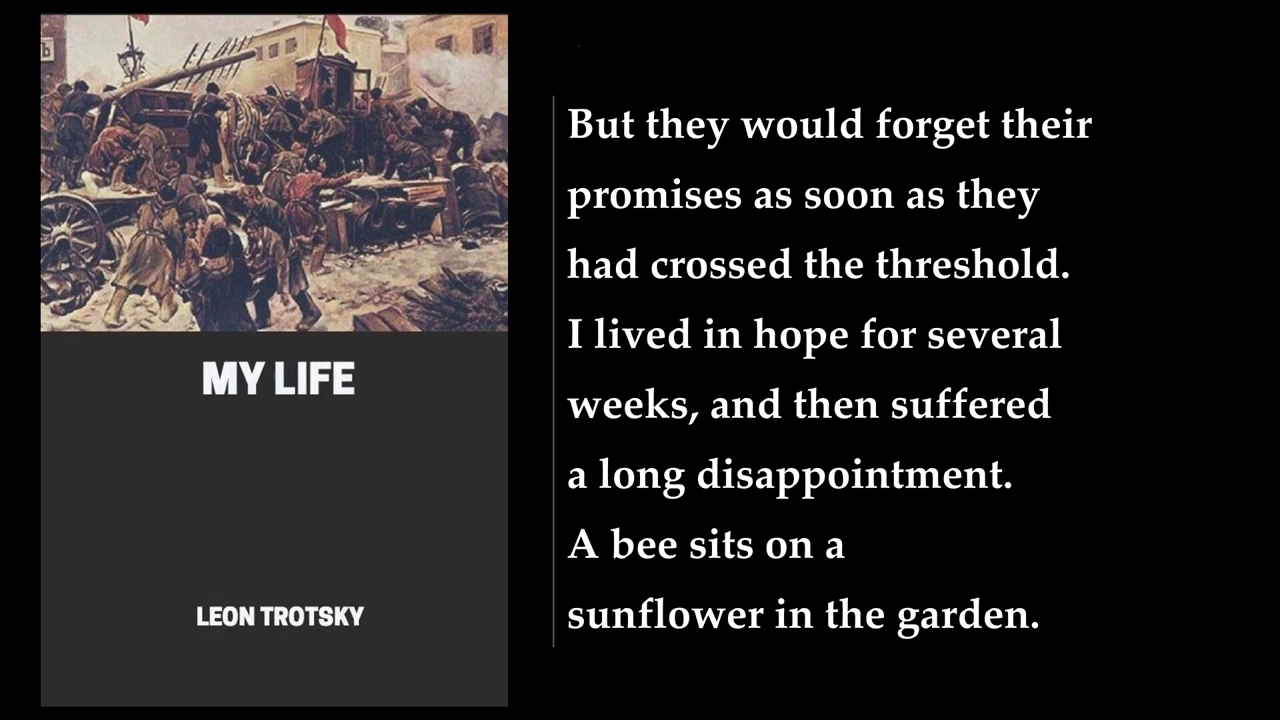 MY LIFE
LEON TROTSKY
But they would forget their
promises as soon as they
had crossed the threshold.
I lived in hope for several
weeks, and then suffered
a long disappointment.
A bee sits on a
sunflower in the garden.